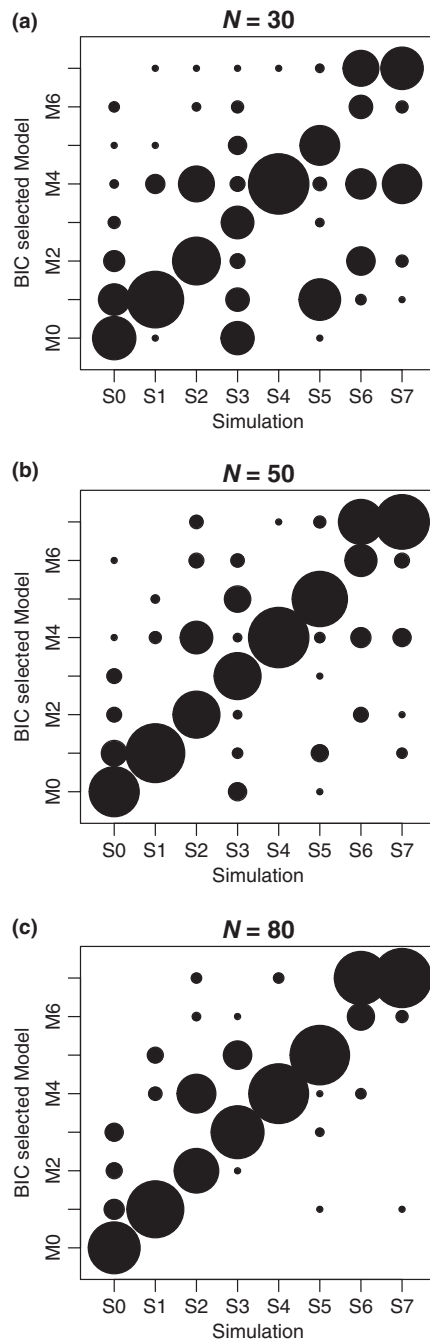 (a)
N = 30
BIC selected Model
M6
M4
M2
M0
S0 S1 S2 S3 S4 S5 S6 S7
Simulation
(b)
N = 50
BIC selected Model
M6
M4
M2
M0
S0 S1 S2 S3 S4 S5 S6 S7
Simulation
(c)
N = 80
BIC selected Model
M6
M4
M2
M0
S0 S1 S2 S3 S4 S5 S6 S7
Simulation